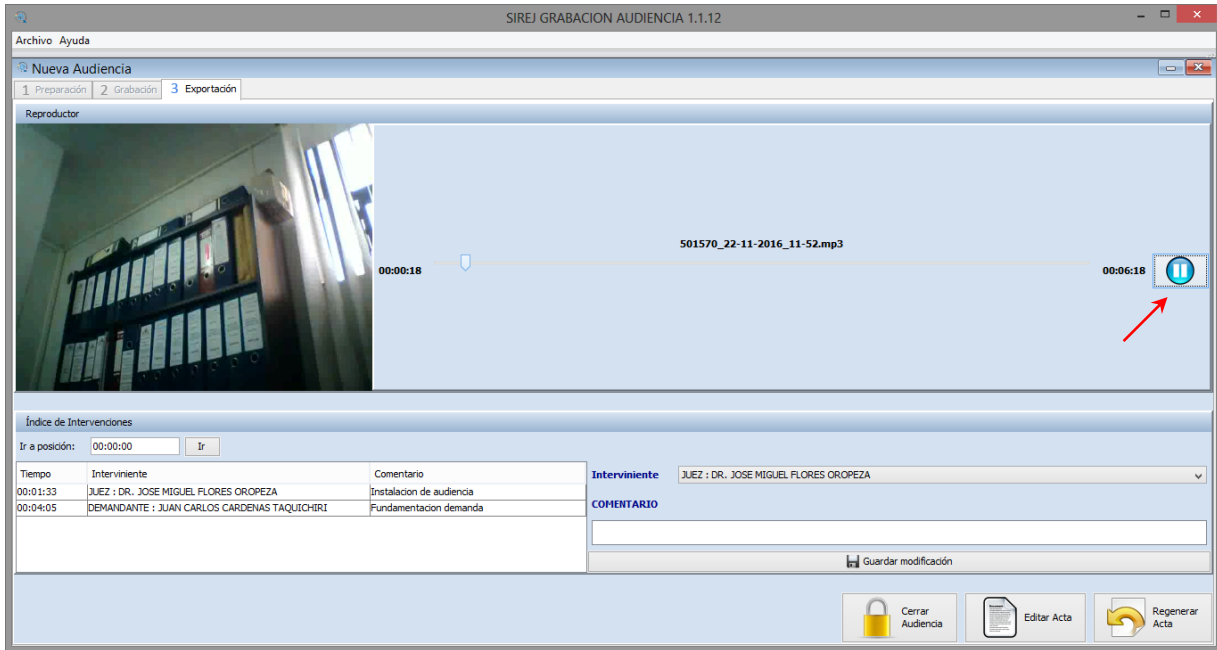 SIREJ GRABACION AUDIENCIA 1.1.12
Archivo Ayuda
Nueva Audiencia
1 Preparación 2 Grabación 3 Exportación
Reproductor
501570_22-11-2016_11-52.mp3
00:00:18 00:06:18
Índice de Intervenciones
Ir a posición: 00:00:00 Ir
Tiempo Interviniente Comentario
00:01:33 JUEZ : DR. JOSE MIGUEL FLORES OROPEZA Instalacion de audiencia
00:04:05 DEMANDANTE : JUAN CARLOS CARDENAS TAQUICHIRI Fundamentacion demanda
Interviniente JUEZ : DR. JOSE MIGUEL FLORES OROPEZA
COMENTARIO
Guardar modificación
Cerrar
Audiencia
Editar Acta
Regenerar
Acta